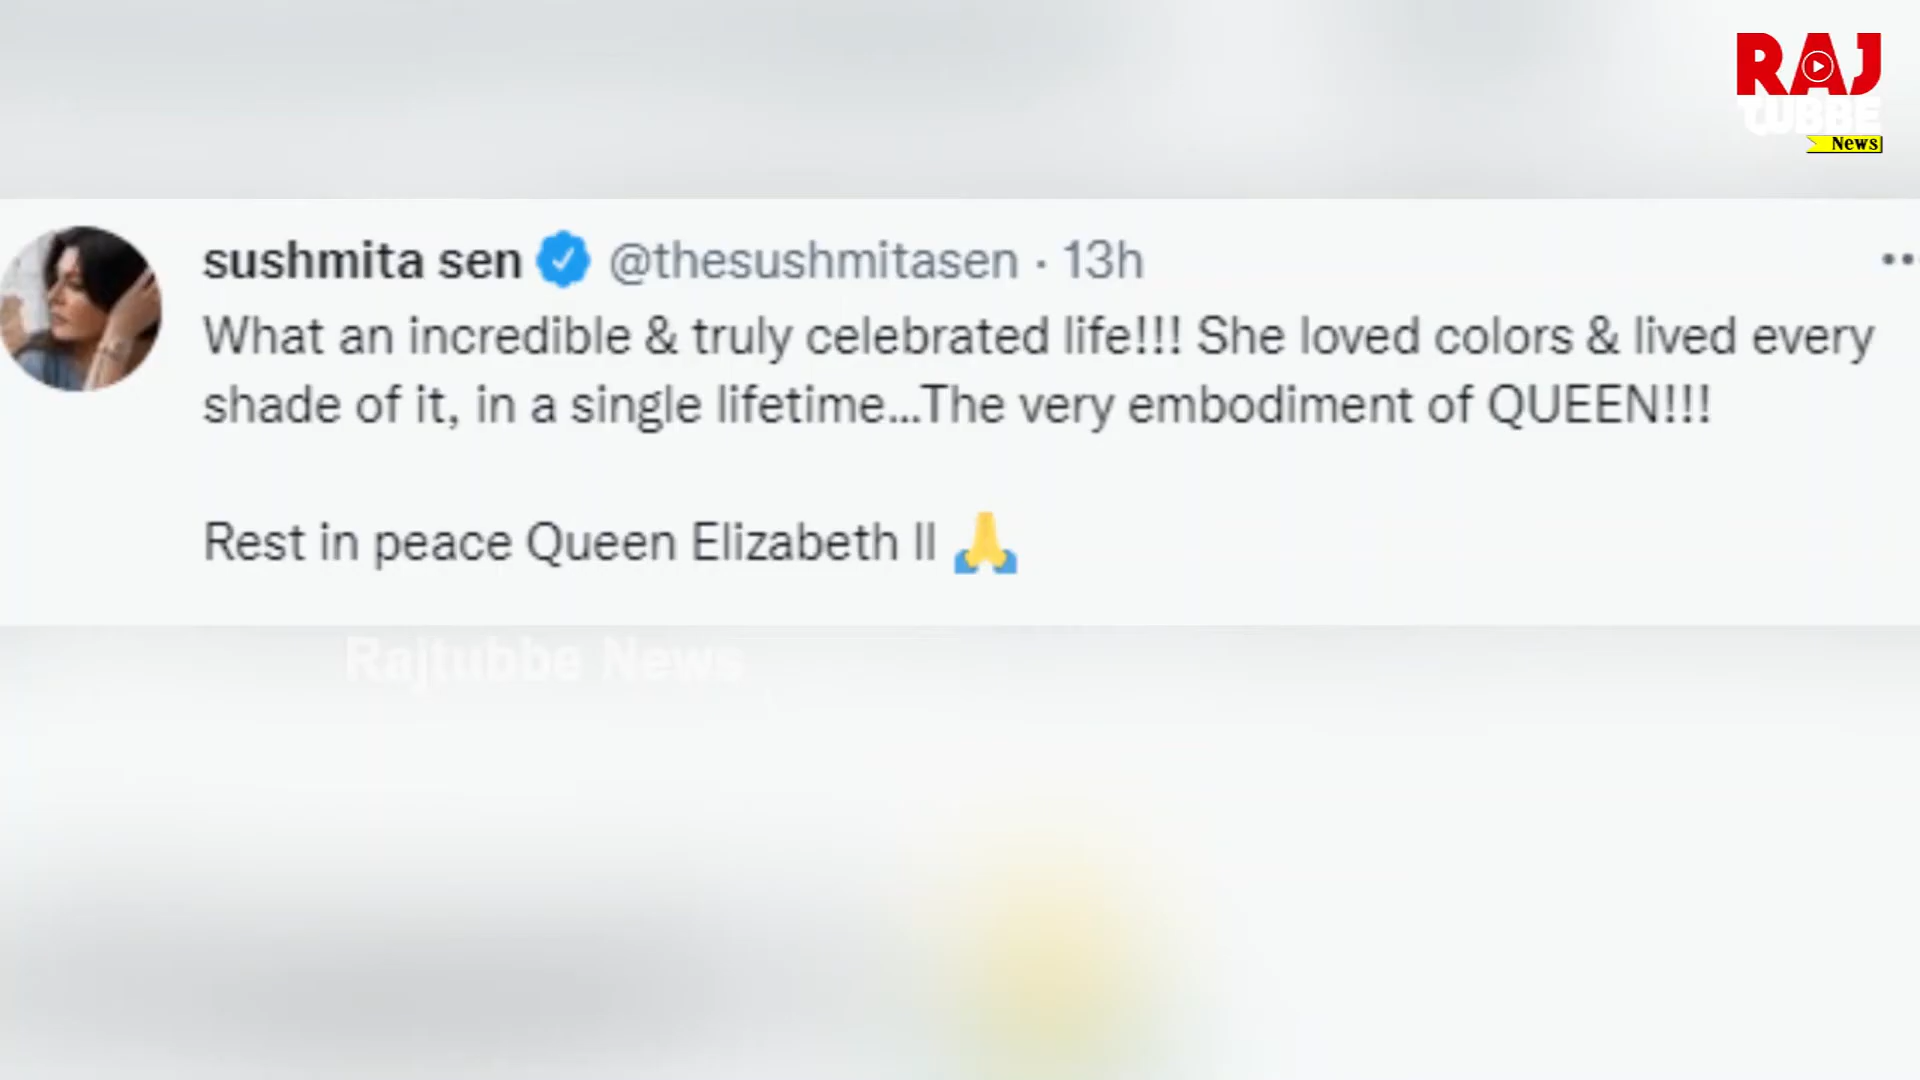 RAJ
TUBBE
News
sushmita sen @thesushmitasen · 13h
What an incredible & truly celebrated life!!! She loved colors & lived every
shade of it, in a single lifetime...The very embodiment of QUEEN!!!
Rest in peace Queen Elizabeth II 🙏
Rajtubbe News